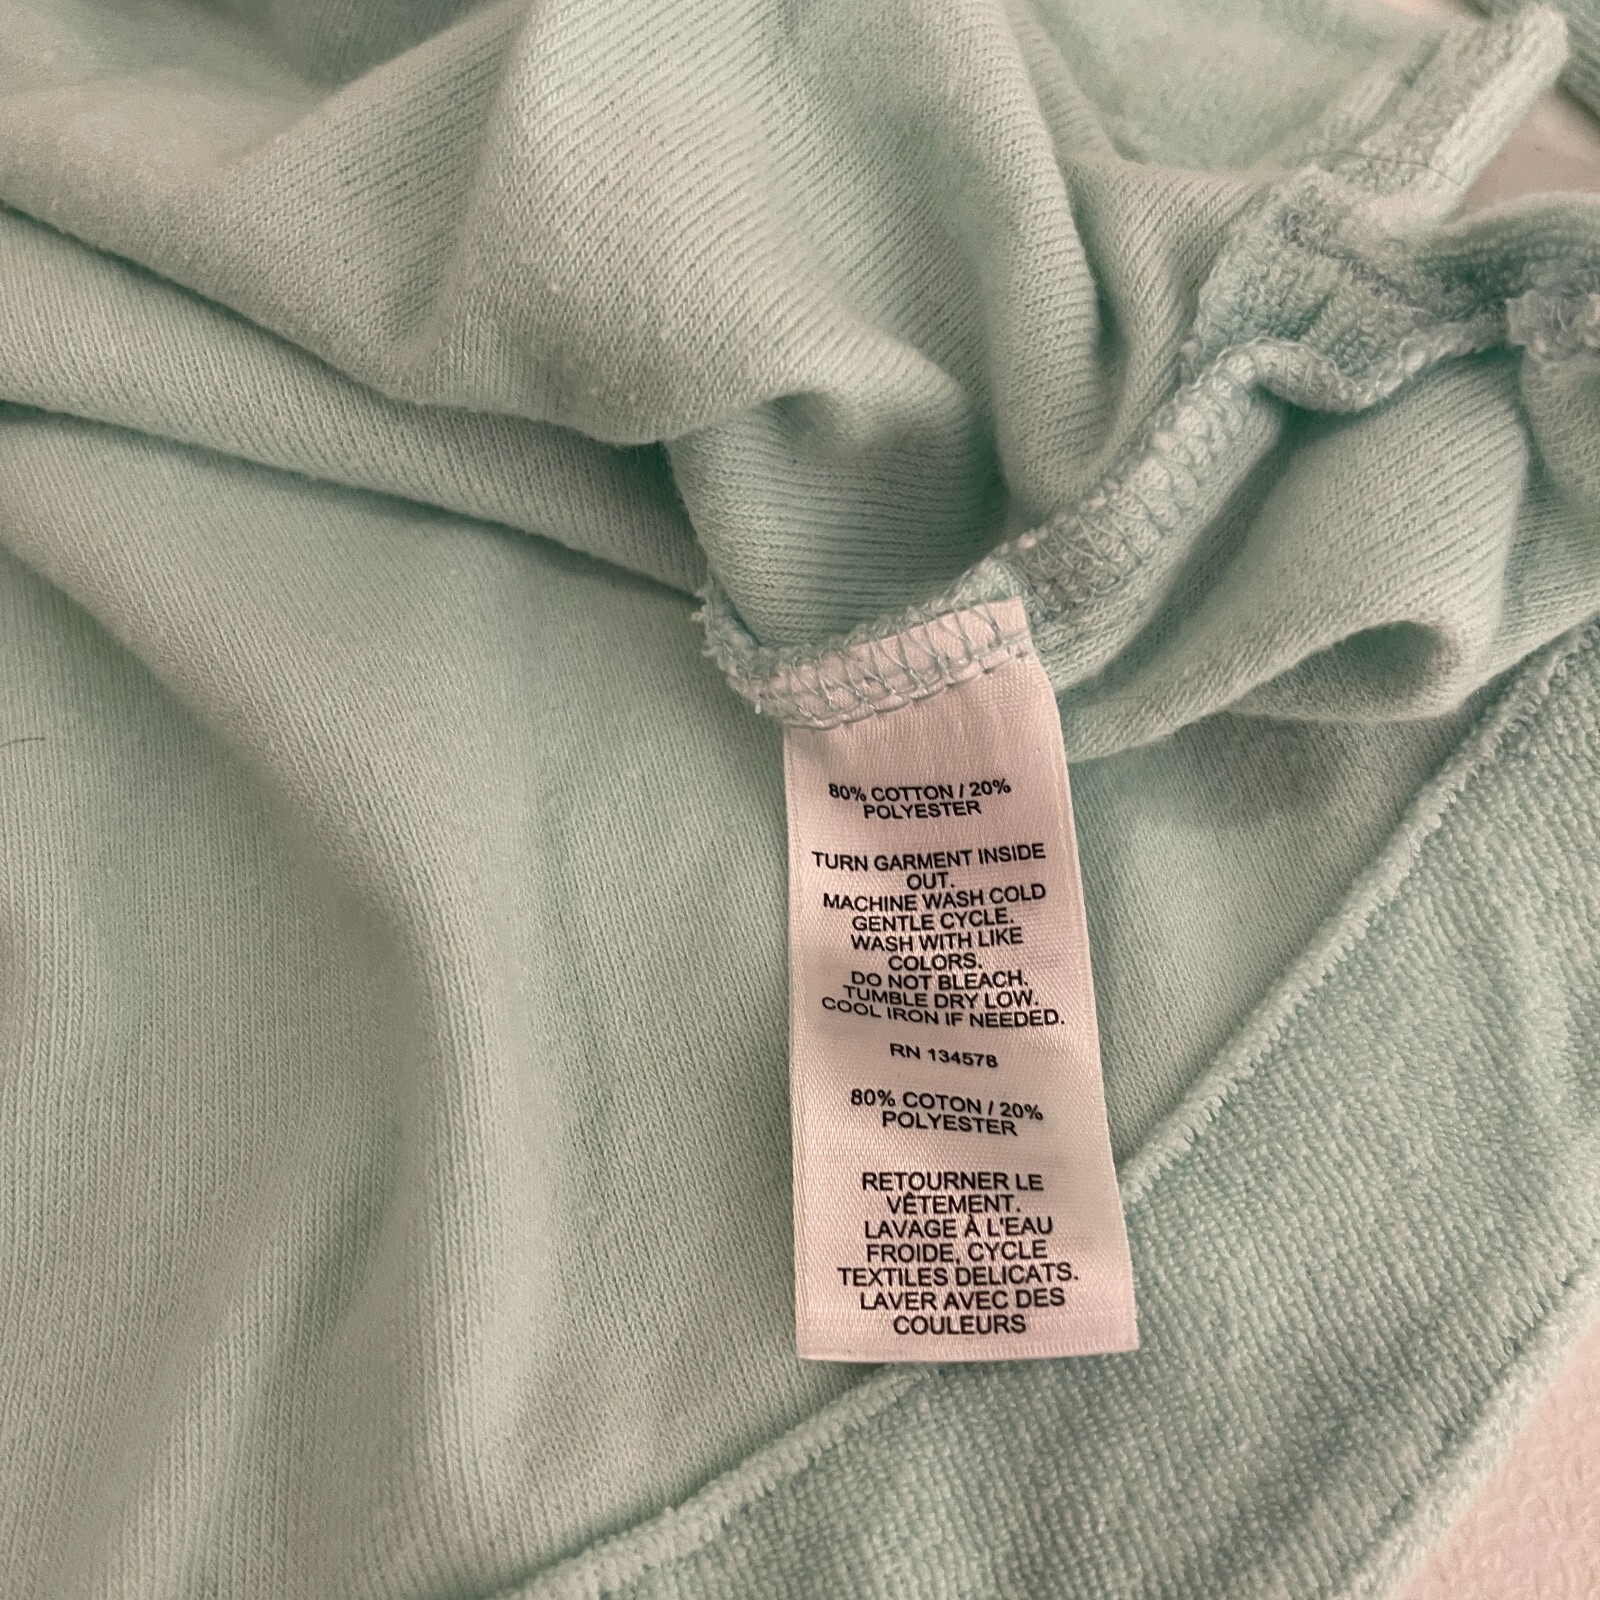 80% COTTON / 20%
POLYESTER
TURN GARMENT INSIDE
OUT.
MACHINE WASH COLD
GENTLE CYCLE.
WASH WITH LIKE
COLORS.
DO NOT BLEACH.
TUMBLE DRY LOW.
COOL IRON IF NEEDED.
RN 134578
80% COTON / 20%
POLYESTER
RETOURNER LE
VÊTEMENT.
LAVAGE À L'EAU
FROIDE, CYCLE
TEXTILES DELICATS.
LAVER AVEC DES
COULEURS